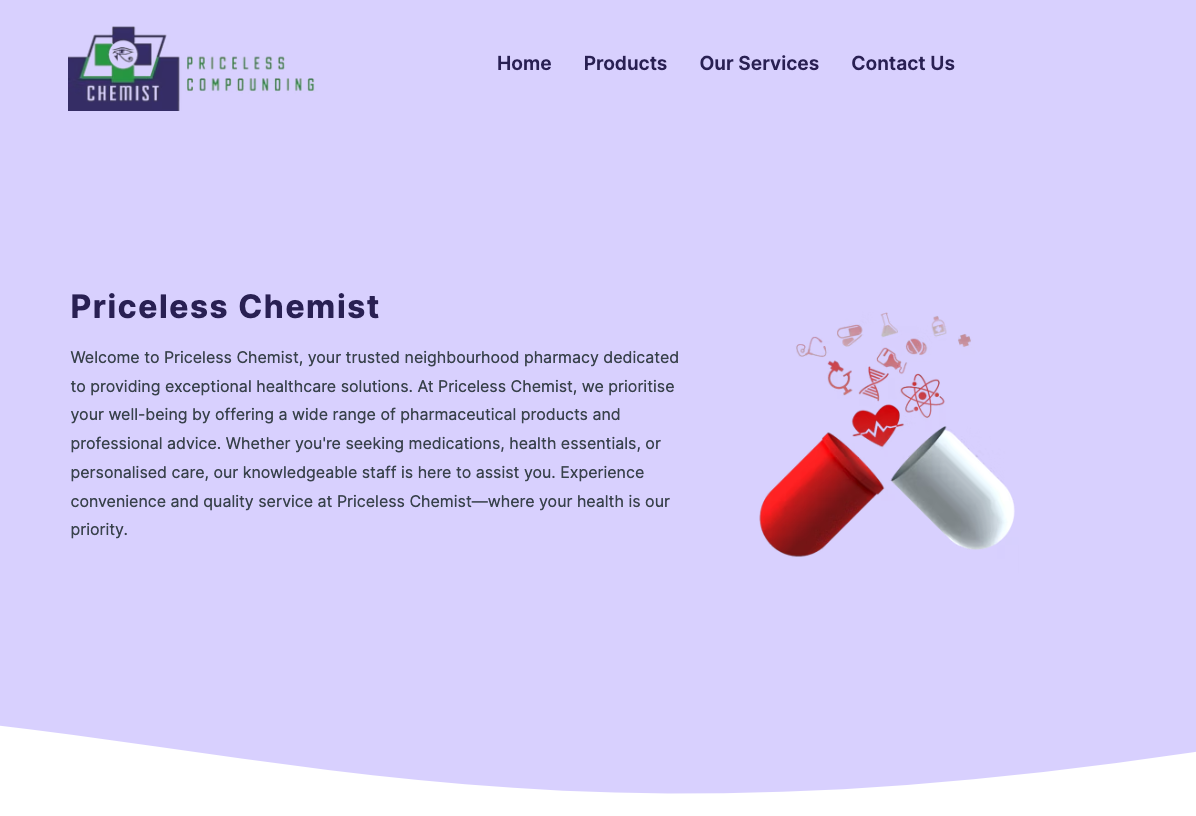 CHEMIST
PRICELESS
COMPOUNDING
Home Products Our Services Contact Us
Priceless Chemist
Welcome to Priceless Chemist, your trusted neighbourhood pharmacy dedicated
to providing exceptional healthcare solutions. At Priceless Chemist, we prioritise
your well-being by offering a wide range of pharmaceutical products and
professional advice. Whether you're seeking medications, health essentials, or
personalised care, our knowledgeable staff is here to assist you. Experience
convenience and quality service at Priceless Chemist—where your health is our
priority.